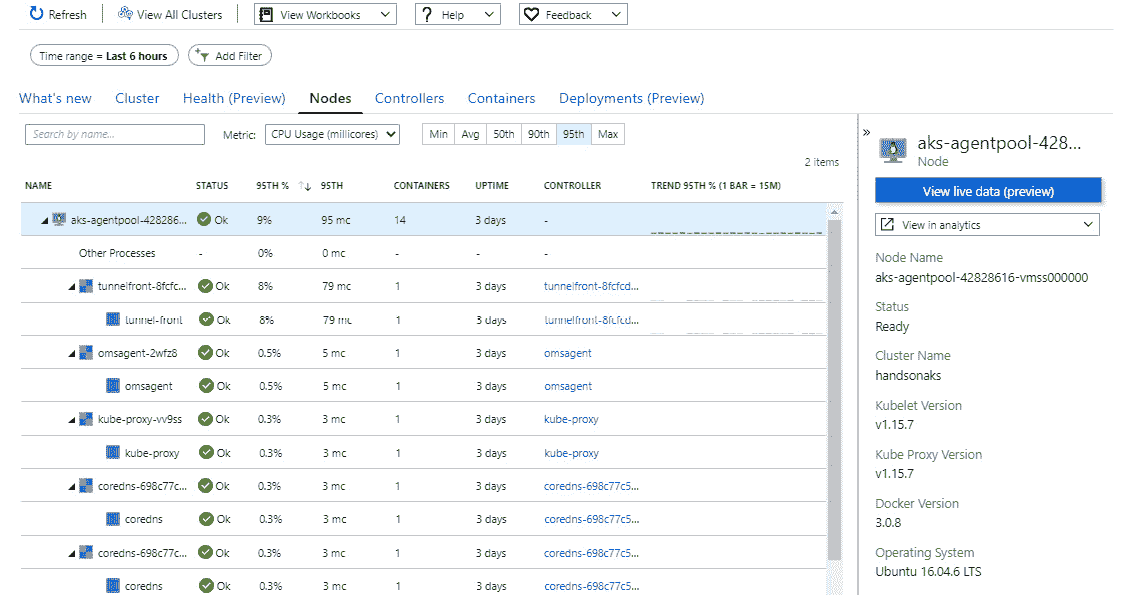 Refresh View All Clusters View Workbooks ? Help Feedback
Time range = Last 6 hours Add Filter
What's new Cluster Health (Preview) Nodes Controllers Containers Deployments (Preview)
Search by name... Metric: CPU Usage (millicores) Min Avg 50th 90th 95th Max
2 items
NAME STATUS 95TH % ↑↓ 95TH CONTAINERS UPTIME CONTROLLER TREND 95TH % (1 BAR = 15M)
aks-agentpool-428286... Ok 9% 95 mc 14 3 days -
Other Processes - 0% 0 mc - - -
tunnelfront-8fcfc... Ok 8% 79 mc 1 3 days tunnelfront-8fcfcd...
tunnel-front Ok 8% 79 mc 1 3 days tunnelfront-8fcfcd...
omsagent-2wfz8 Ok 0.5% 5 mc 1 3 days omsagent
omsagent Ok 0.5% 5 mc 1 3 days omsagent
kube-proxy-vv9ss Ok 0.3% 3 mc 1 3 days kube-proxy
kube-proxy Ok 0.3% 3 mc 1 3 days kube-proxy
coredns-698c77c... Ok 0.3% 3 mc 1 3 days coredns-698c77c5...
coredns Ok 0.3% 3 mc 1 3 days coredns-698c77c5...
coredns-698c77c... Ok 0.3% 3 mc 1 3 days coredns-698c77c5...
coredns Ok 0.3% 3 mc 1 3 days coredns-698c77c5...
»
aks-agentpool-428...
Node
View live data (preview)
View in analytics
Node Name
aks-agentpool-42828616-vmss000000
Status
Ready
Cluster Name
handsonaks
Kubelet Version
v1.15.7
Kube Proxy Version
v1.15.7
Docker Version
3.0.8
Operating System
Ubuntu 16.04.6 LTS